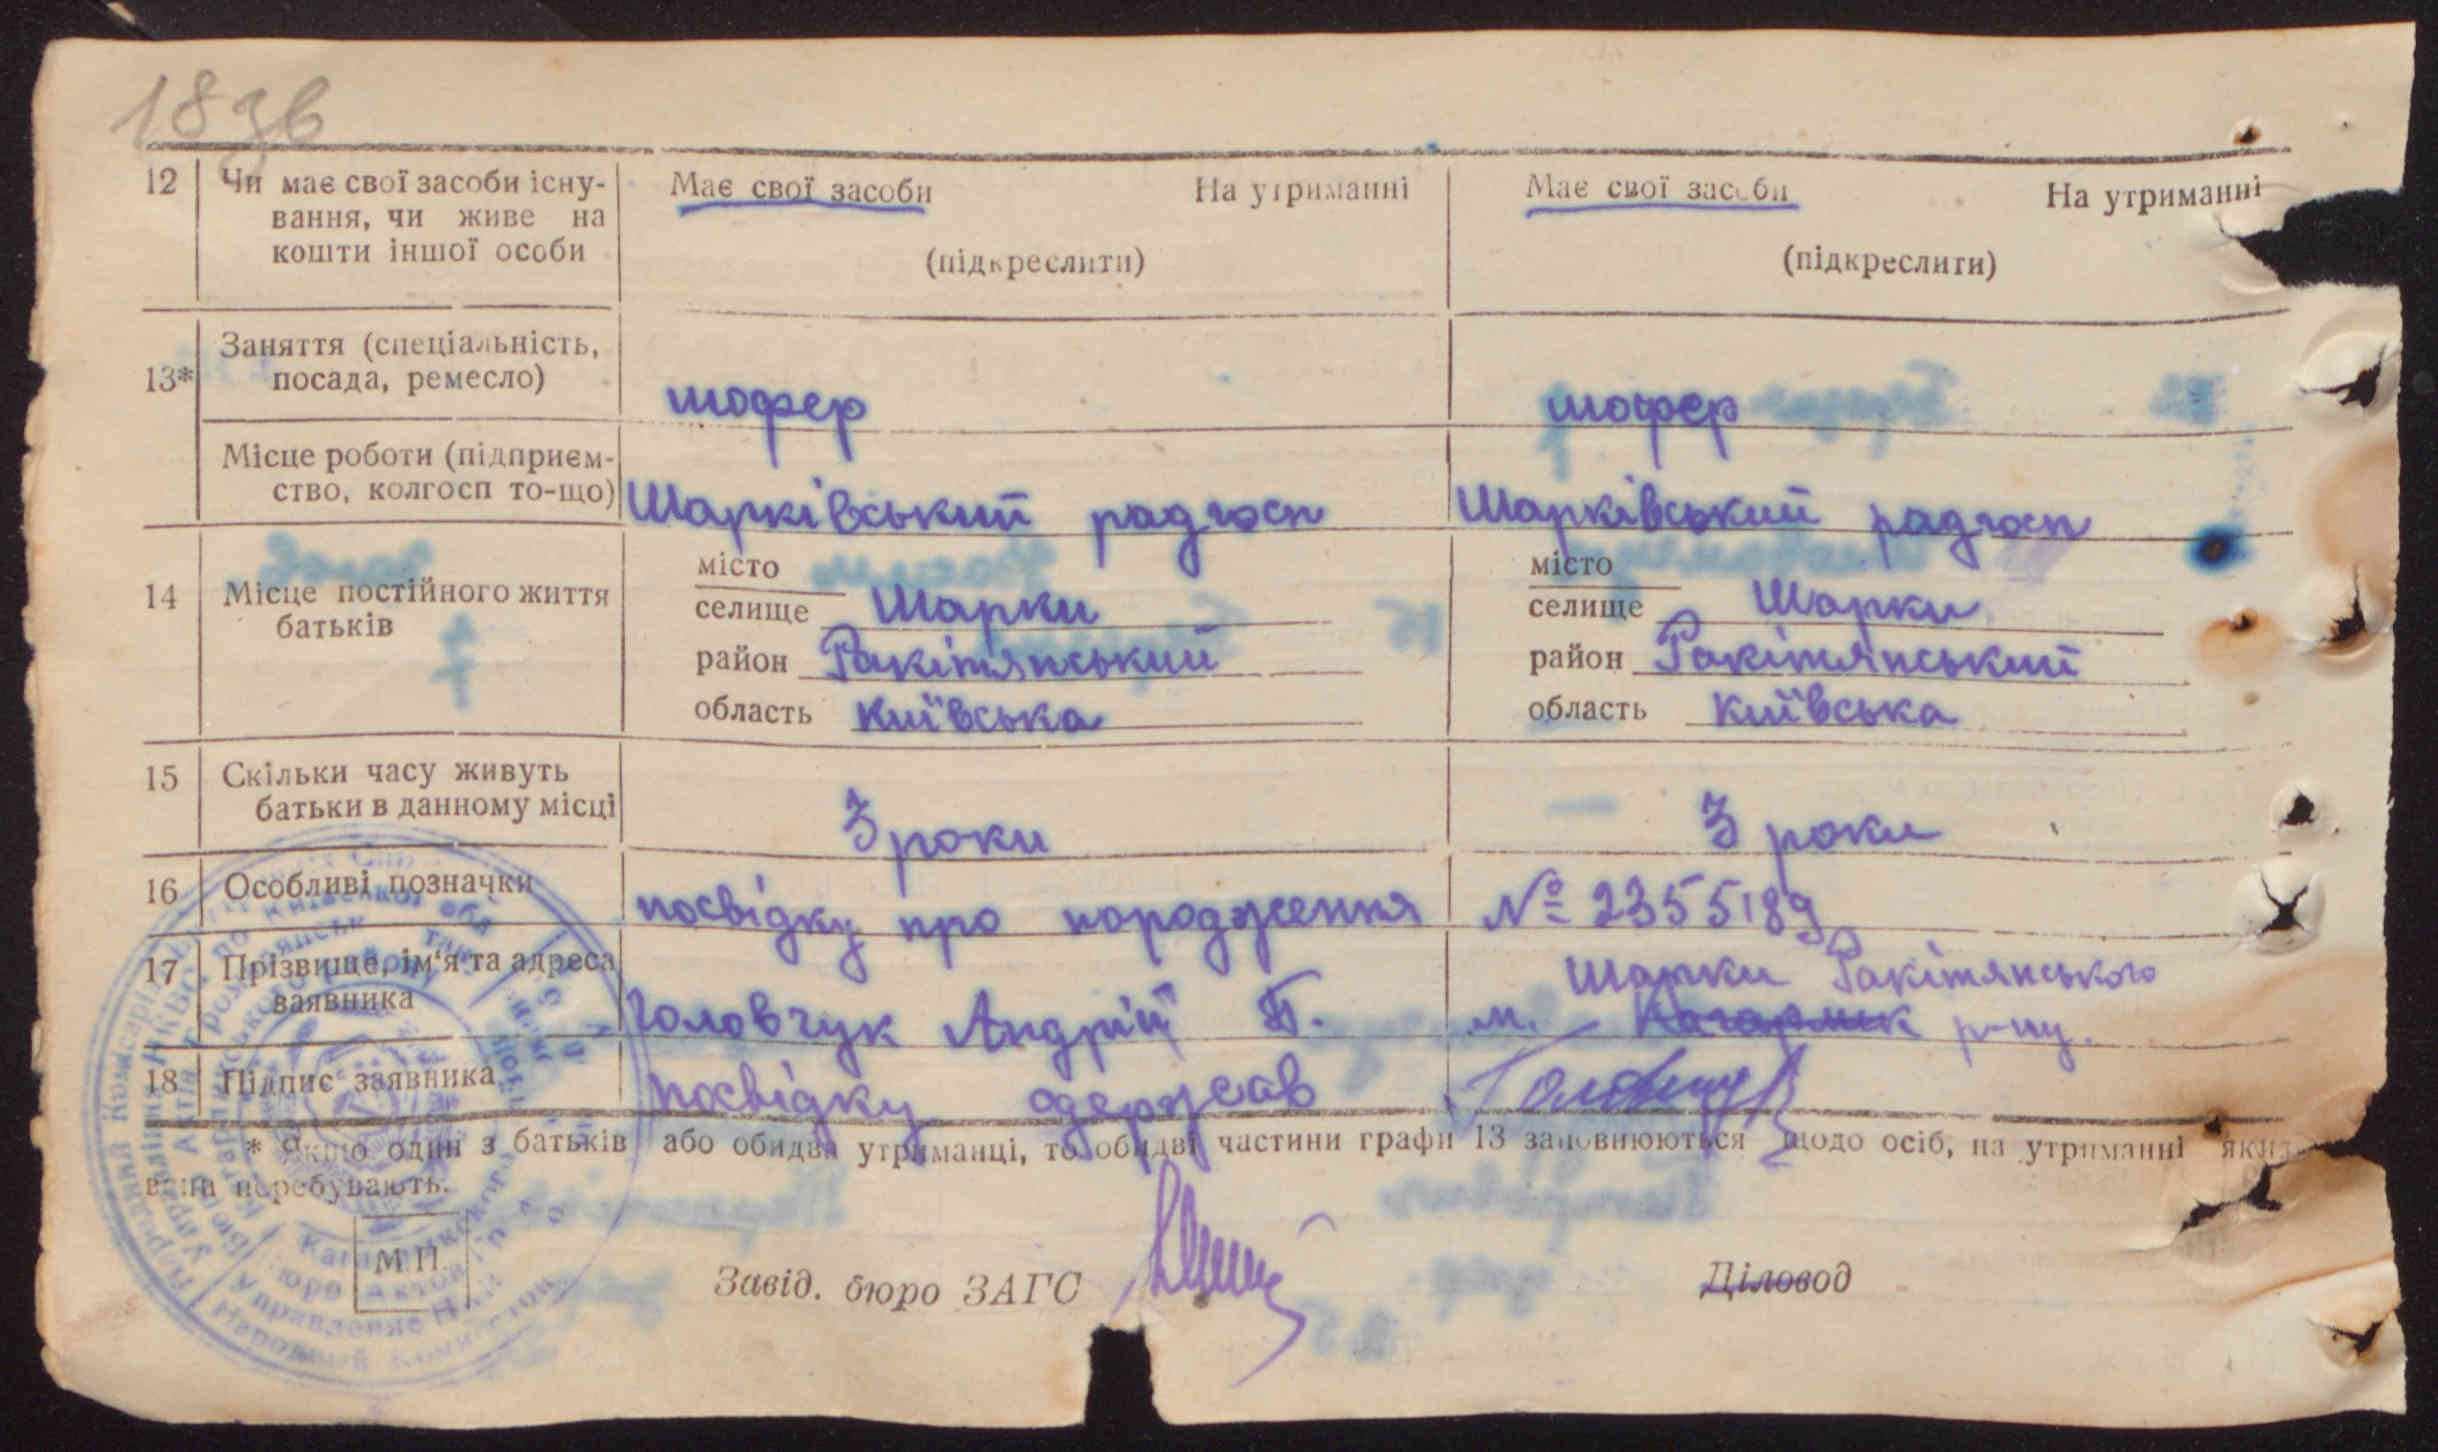 1836
12 Чи має свої засоби існу- Має свої засоби На утриманні Має свої засоби На утриманні
вання, чи живе на
кошти іншої особи (підкреслити) (підкреслити)
13* Заняття (спеціальність,
посада, ремесло) шофер шофер
Місце роботи (підприєм-
ство, колгосп то-що) Шарківський радгосп Шарківський радгосп
місто місто
14 Місце постійного життя селище Шарки селище Шарки
батьків район Ракітянський район Ракітянський
область Київська область Київська
15 Скільки часу живуть
батьки в данному місці 3 роки 3 роки
16 Особливі позначки посвідку про народження № 2355189
17 Прізвище, ім'я та адреса Шарки Ракітянського
заявника Головчук Андрій П. м. Кагарлик р-ну.
18 Підпис заявника посвідку одержав
* Якщо один з батьків або обидва утриманці, то обидві частини графи 13 заповнюються щодо осіб, на утриманні яких
вони перебувають.
М П.
Завід. бюро ЗАГС Діловод